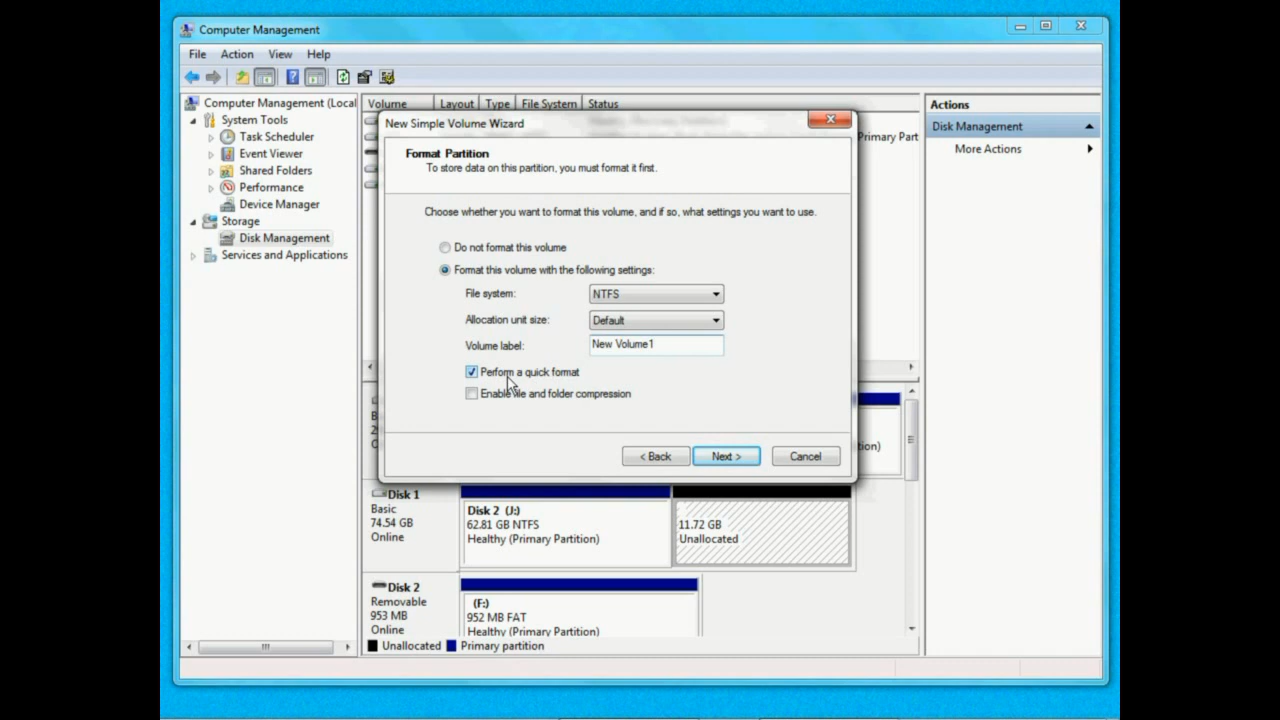 Computer Management
File Action View Help
Computer Management (Local
System Tools
Task Scheduler
Event Viewer
Shared Folders
Performance
Device Manager
Storage
Disk Management
Services and Applications
Volume Layout Type File System Status
Primary Part
New Simple Volume Wizard
Format Partition
To store data on this partition, you must format it first.
Choose whether you want to format this volume, and if so, what settings you want to use.
Do not format this volume
Format this volume with the following settings:
File system: NTFS
Allocation unit size: Default
Volume label: New Volume1
Perform a quick format
Enable file and folder compression
< Back Next > Cancel
tion)
Disk 1
Basic
74.54 GB
Online
Disk 2 (J:)
62.81 GB NTFS
Healthy (Primary Partition)
11.72 GB
Unallocated
Disk 2
Removable
953 MB
Online
(F:)
952 MB FAT
Healthy (Primary Partition)
Unallocated Primary partition
Actions
Disk Management
More Actions